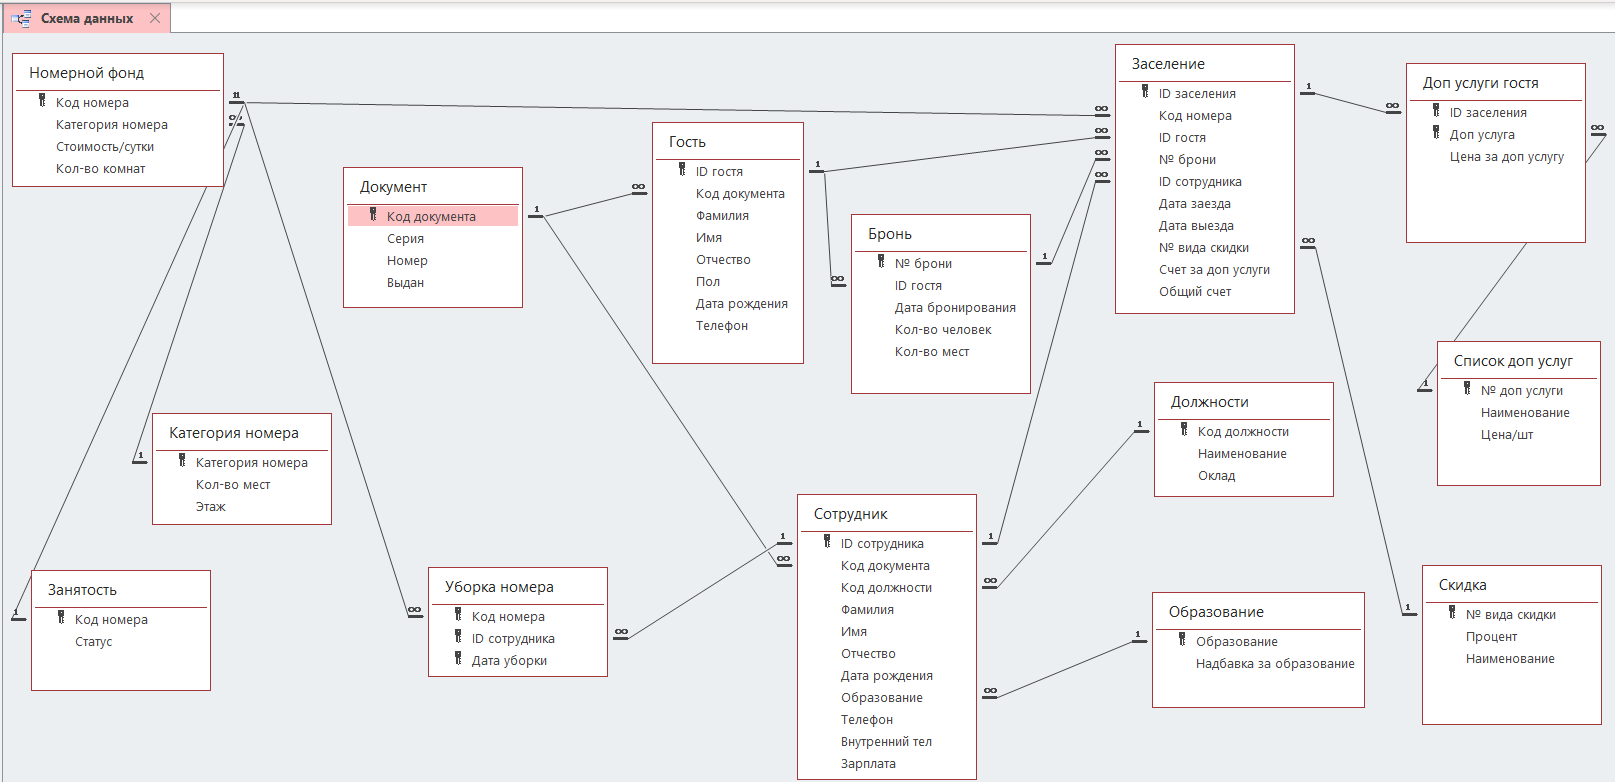 Схема данных
Номерной фонд
Код номера
Категория номера
Стоимость/сутки
Кол-во комнат
Документ
Код документа
Серия
Номер
Выдан
Гость
ID гостя
Код документа
Фамилия
Имя
Отчество
Пол
Дата рождения
Телефон
Бронь
№ брони
ID гостя
Дата бронирования
Кол-во человек
Кол-во мест
Заселение
ID заселения
Код номера
ID гостя
№ брони
ID сотрудника
Дата заезда
Дата выезда
№ вида скидки
Счет за доп услуги
Общий счет
Доп услуги гостя
ID заселения
Доп услуга
Цена за доп услугу
Список доп услуг
№ доп услуги
Наименование
Цена/шт
Категория номера
Категория номера
Кол-во мест
Этаж
Должности
Код должности
Наименование
Оклад
Занятость
Код номера
Статус
Уборка номера
Код номера
ID сотрудника
Дата уборки
Сотрудник
ID сотрудника
Код документа
Код должности
Фамилия
Имя
Отчество
Дата рождения
Образование
Телефон
Внутренний тел
Зарплата
Образование
Образование
Надбавка за образование
Скидка
№ вида скидки
Процент
Наименование